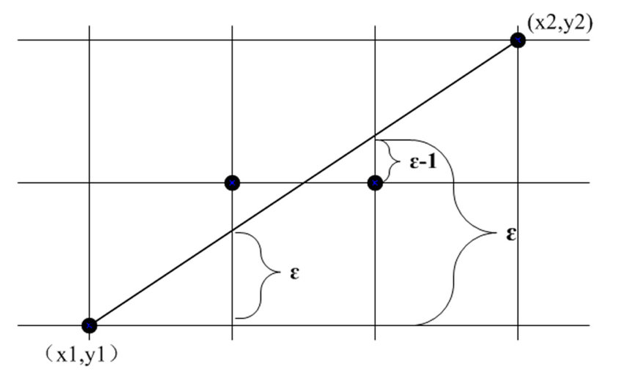 (x2,y2)
ε-1
ε
ε
（x1,y1）